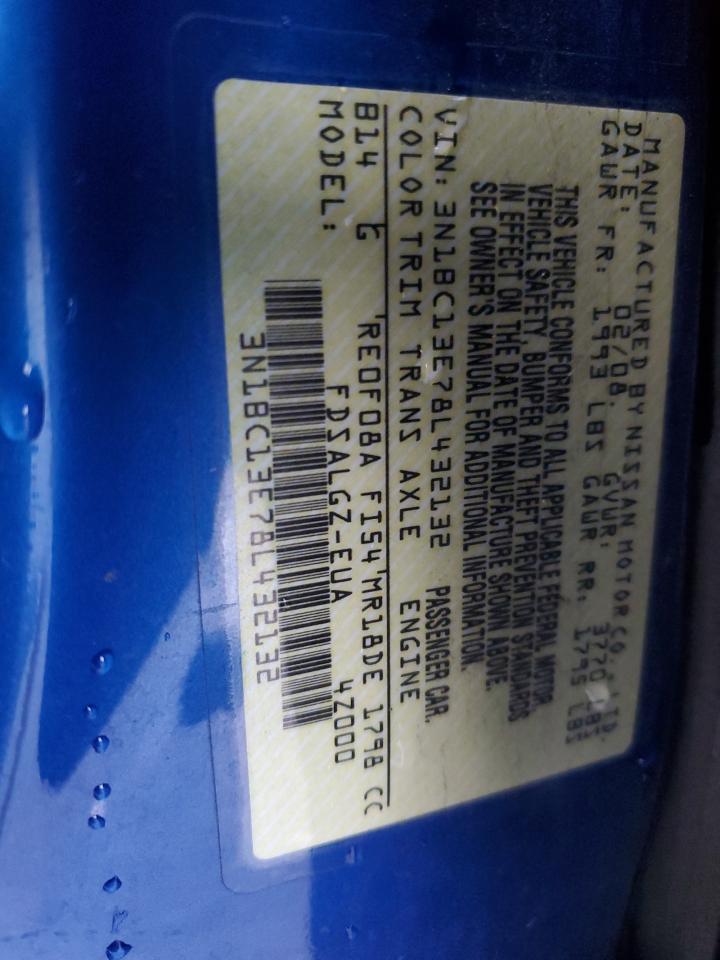 MANUFACTURED BY NISSAN MOTOR CO., LTD.
DATE: 02/08. GVWR: 3770 LBS
GAWR FR: 1993 LBS GAWR RR: 1795 LBS
THIS VEHICLE CONFORMS TO ALL APPLICABLE FEDERAL MOTOR
VEHICLE SAFETY, BUMPER AND THEFT PREVENTION STANDARDS
IN EFFECT ON THE DATE OF MANUFACTURE SHOWN ABOVE.
SEE OWNER'S MANUAL FOR ADDITIONAL INFORMATION.
VIN: 3N1BC13E78L432132 PASSENGER CAR.
COLOR TRIM TRANS AXLE ENGINE
B14 G 'RE0F08A FI54'MR18DE 1798 CC
MODEL: FDSALGZ-EUA 4Z000
3N1BC13E78L432132